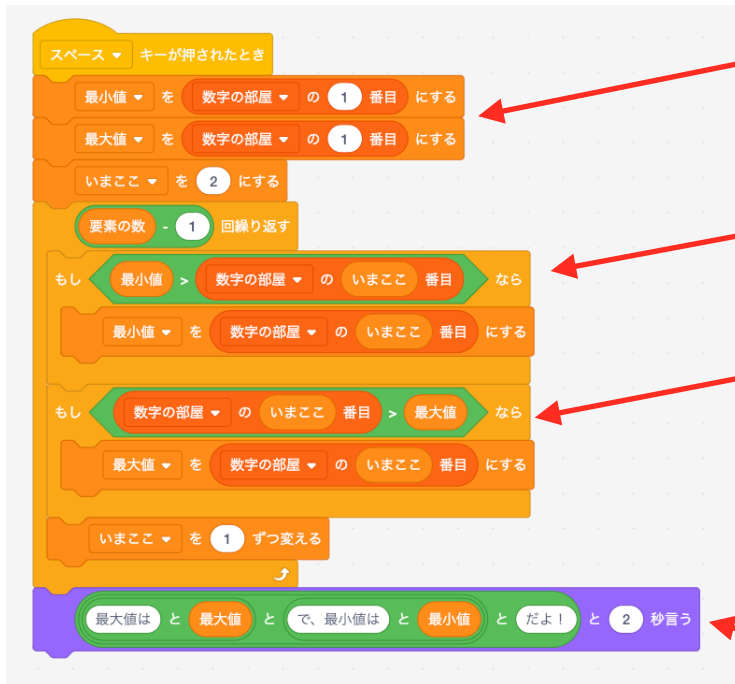 スペース キーが押されたとき
最小値 を 数字の部屋 の 1 番目 にする
最大値 を 数字の部屋 の 1 番目 にする
いまここ を 2 にする
要素の数 - 1 回繰り返す
もし 最小値 > 数字の部屋 の いまここ 番目 なら
最小値 を 数字の部屋 の いまここ 番目 にする
もし 数字の部屋 の いまここ 番目 > 最大値 なら
最大値 を 数字の部屋 の いまここ 番目 にする
いまここ を 1 ずつ変える
最大値は と 最大値 と で、最小値は と 最小値 と だよ！ と 2 秒言う